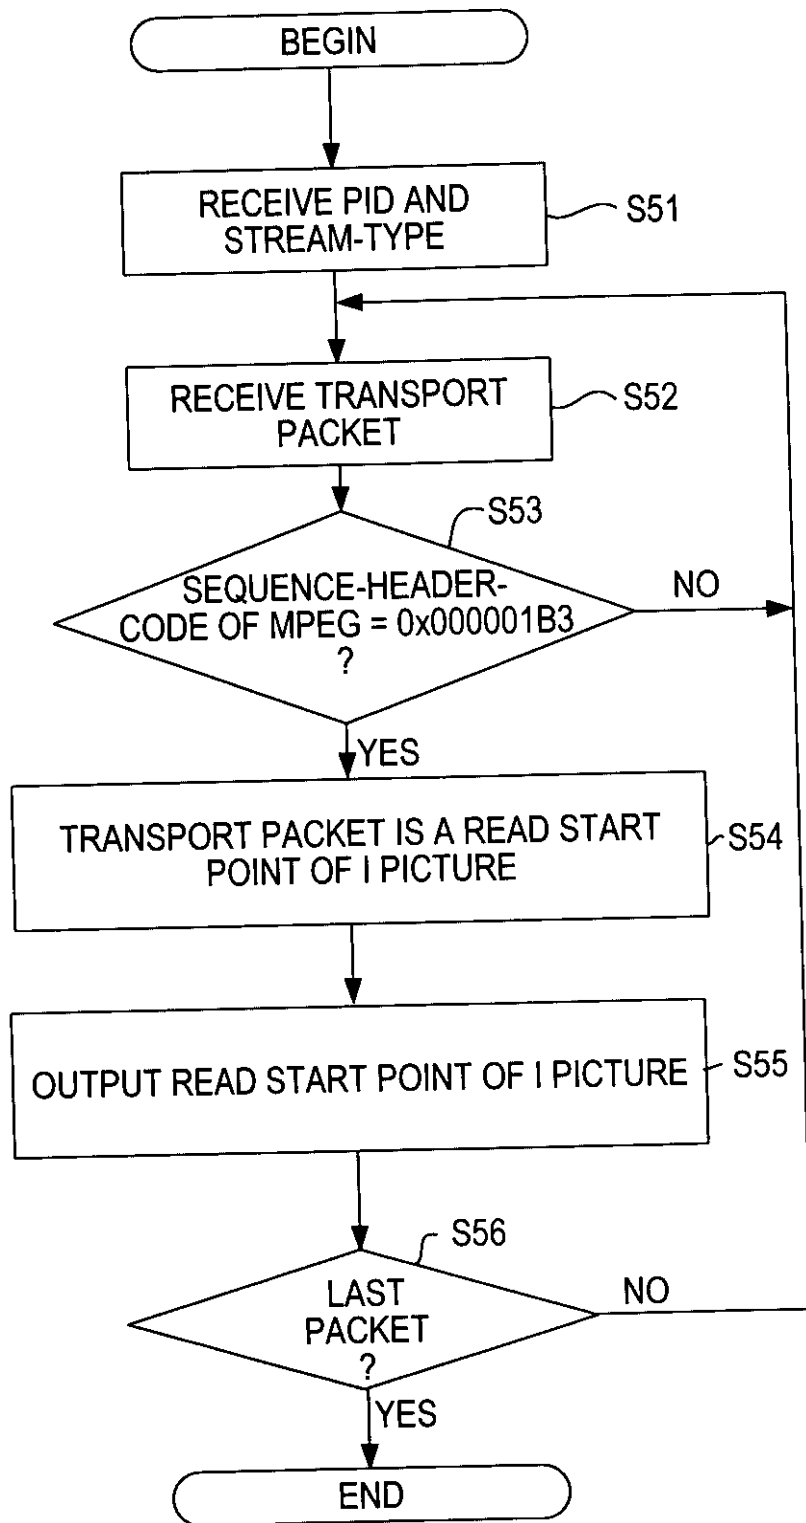 BEGIN
RECEIVE PID AND
STREAM-TYPE
S51
RECEIVE TRANSPORT
PACKET
S52
S53
SEQUENCE-HEADER-
CODE OF MPEG = 0x000001B3
?
NO
YES
TRANSPORT PACKET IS A READ START
POINT OF I PICTURE
S54
OUTPUT READ START POINT OF I PICTURE
S55
S56
LAST
PACKET
?
NO
YES
END